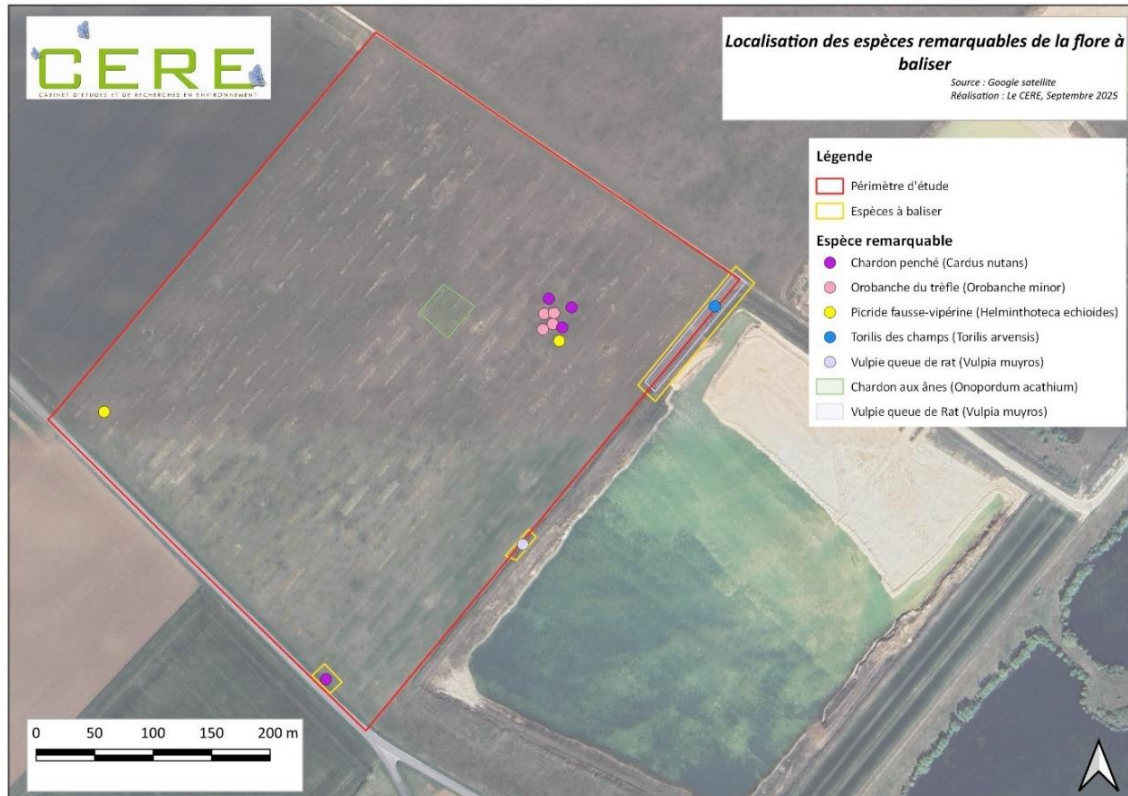 CERE
CABINET D'ETUDES ET DE RECHERCHES EN ENVIRONNEMENT
Localisation des espèces remarquables de la flore à
baliser
Source : Google satellite
Réalisation : Le CERE, Septembre 2025
Légende
Périmètre d'étude
Espèces à baliser
Espèce remarquable
Chardon penché (Cardus nutans)
Orobanche du trèfle (Orobanche minor)
Picride fausse-vipérine (Helminthoteca echioides)
Torilis des champs (Torilis arvensis)
Vulpie queue de rat (Vulpia muyros)
Chardon aux ânes (Onopordum acathium)
Vulpie queue de Rat (Vulpia muyros)
0 50 100 150 200 m